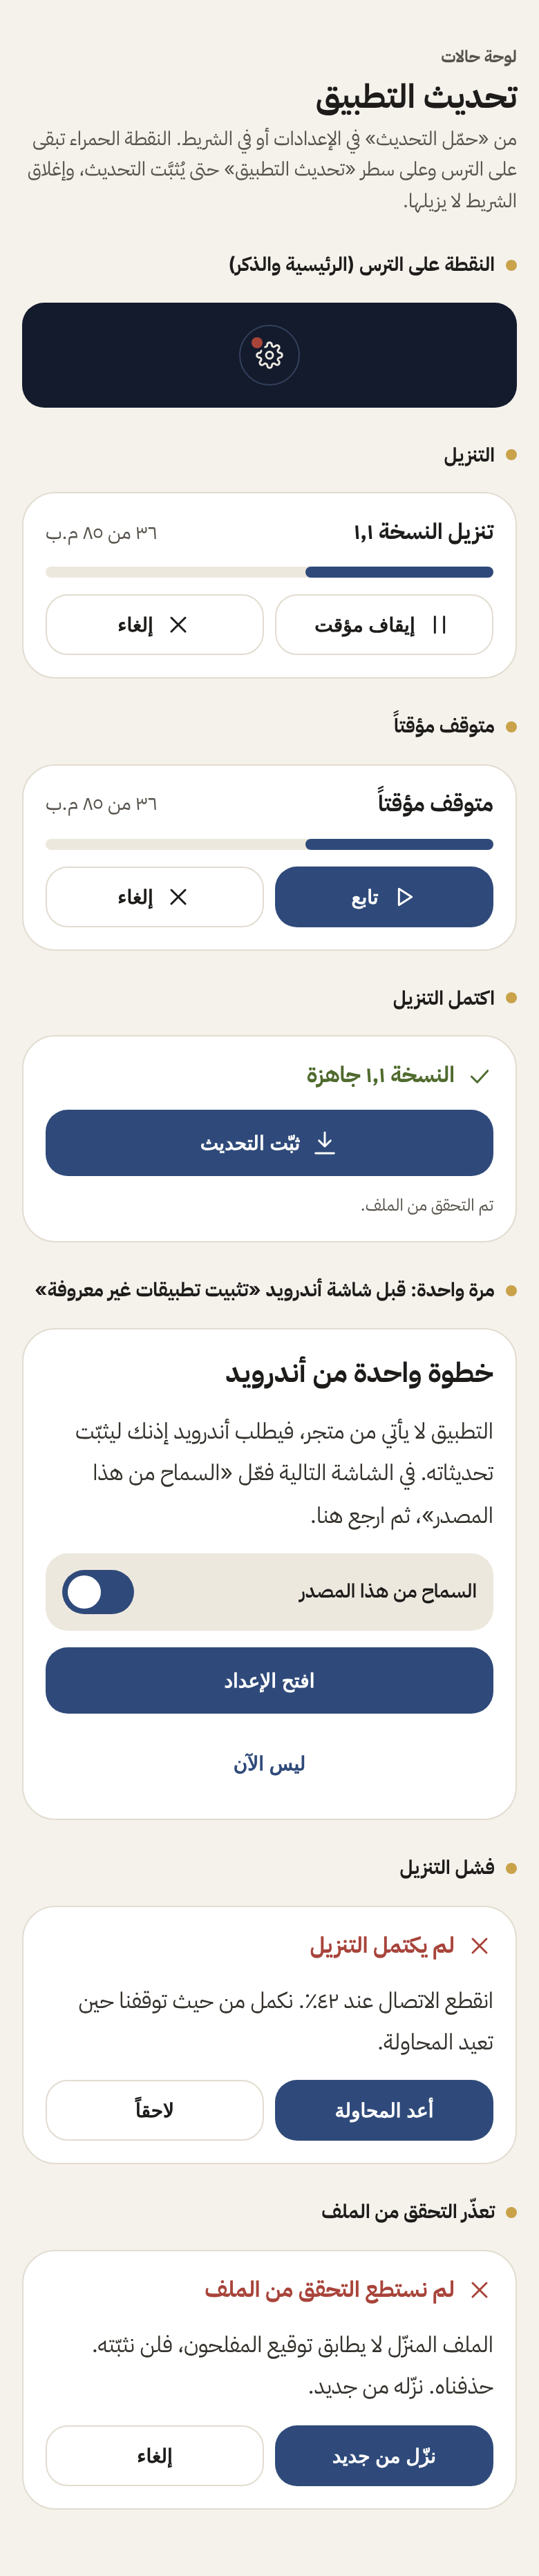 لوحة حالات
تحديث التطبيق
من «حمّل التحديث» في الإعدادات أو في الشريط. النقطة الحمراء تبقى
على الترس وعلى سطر «تحديث التطبيق» حتى يُثبَّت التحديث، وإغلاق
الشريط لا يزيلها.
النقطة على الترس (الرئيسية والذكر)
التنزيل
تنزيل النسخة ١,١
٣٦ من ٨٥ م.ب
إيقاف مؤقت
إلغاء
متوقف مؤقتاً
متوقف مؤقتاً
٣٦ من ٨٥ م.ب
تابع
إلغاء
اكتمل التنزيل
النسخة ١,١ جاهزة
ثبّت التحديث
تم التحقق من الملف.
مرة واحدة: قبل شاشة أندرويد «تثبيت تطبيقات غير معروفة»
خطوة واحدة من أندرويد
التطبيق لا يأتي من متجر، فيطلب أندرويد إذنك ليثبّت
تحديثاته. في الشاشة التالية فعّل «السماح من هذا
المصدر»، ثم ارجع هنا.
السماح من هذا المصدر
افتح الإعداد
ليس الآن
فشل التنزيل
لم يكتمل التنزيل
انقطع الاتصال عند ٤٢٪. نكمل من حيث توقفنا حين
تعيد المحاولة.
أعد المحاولة
لاحقاً
تعذّر التحقق من الملف
لم نستطع التحقق من الملف
الملف المنزّل لا يطابق توقيع المفلحون، فلن نثبّته.
حذفناه. نزّله من جديد.
نزّل من جديد
إلغاء